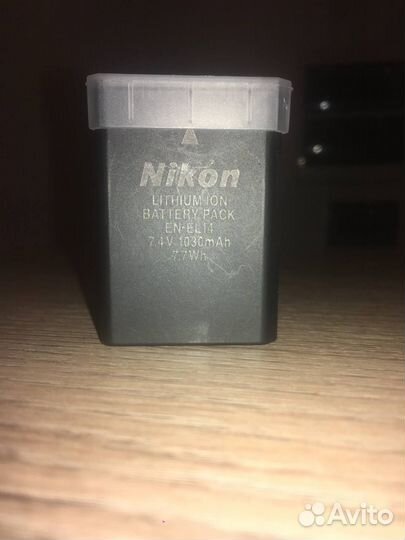 Nikon
LITHIUM ION
BATTERY PACK
EN-EL14
7.4V 1030mAh
7.7Wh
Avito